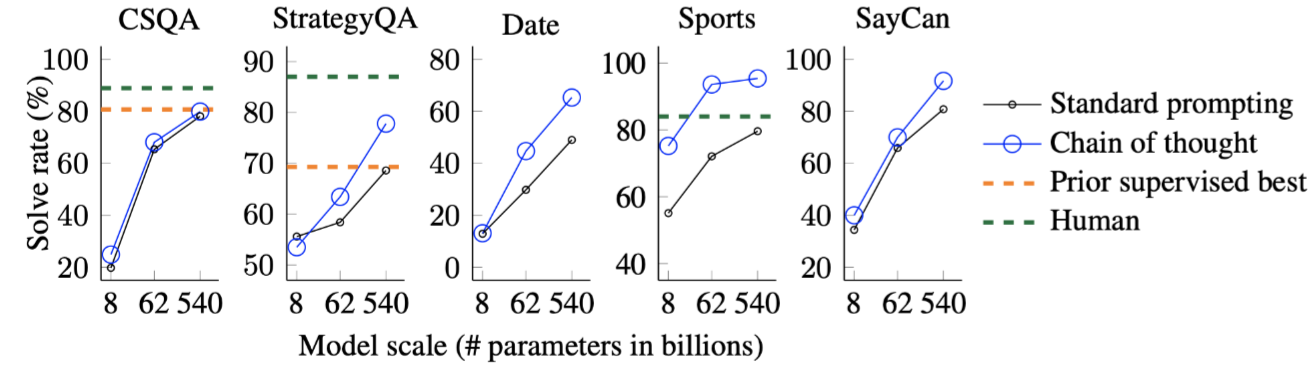 CSQA
StrategyQA
Date
Sports
SayCan
Solve rate (%)
100
80
60
40
20
90
80
70
60
50
80
60
40
20
0
100
80
60
40
100
80
60
40
20
8 62 540
8 62 540
8 62 540
8 62 540
8 62 540
Model scale (# parameters in billions)
Standard prompting
Chain of thought
Prior supervised best
Human